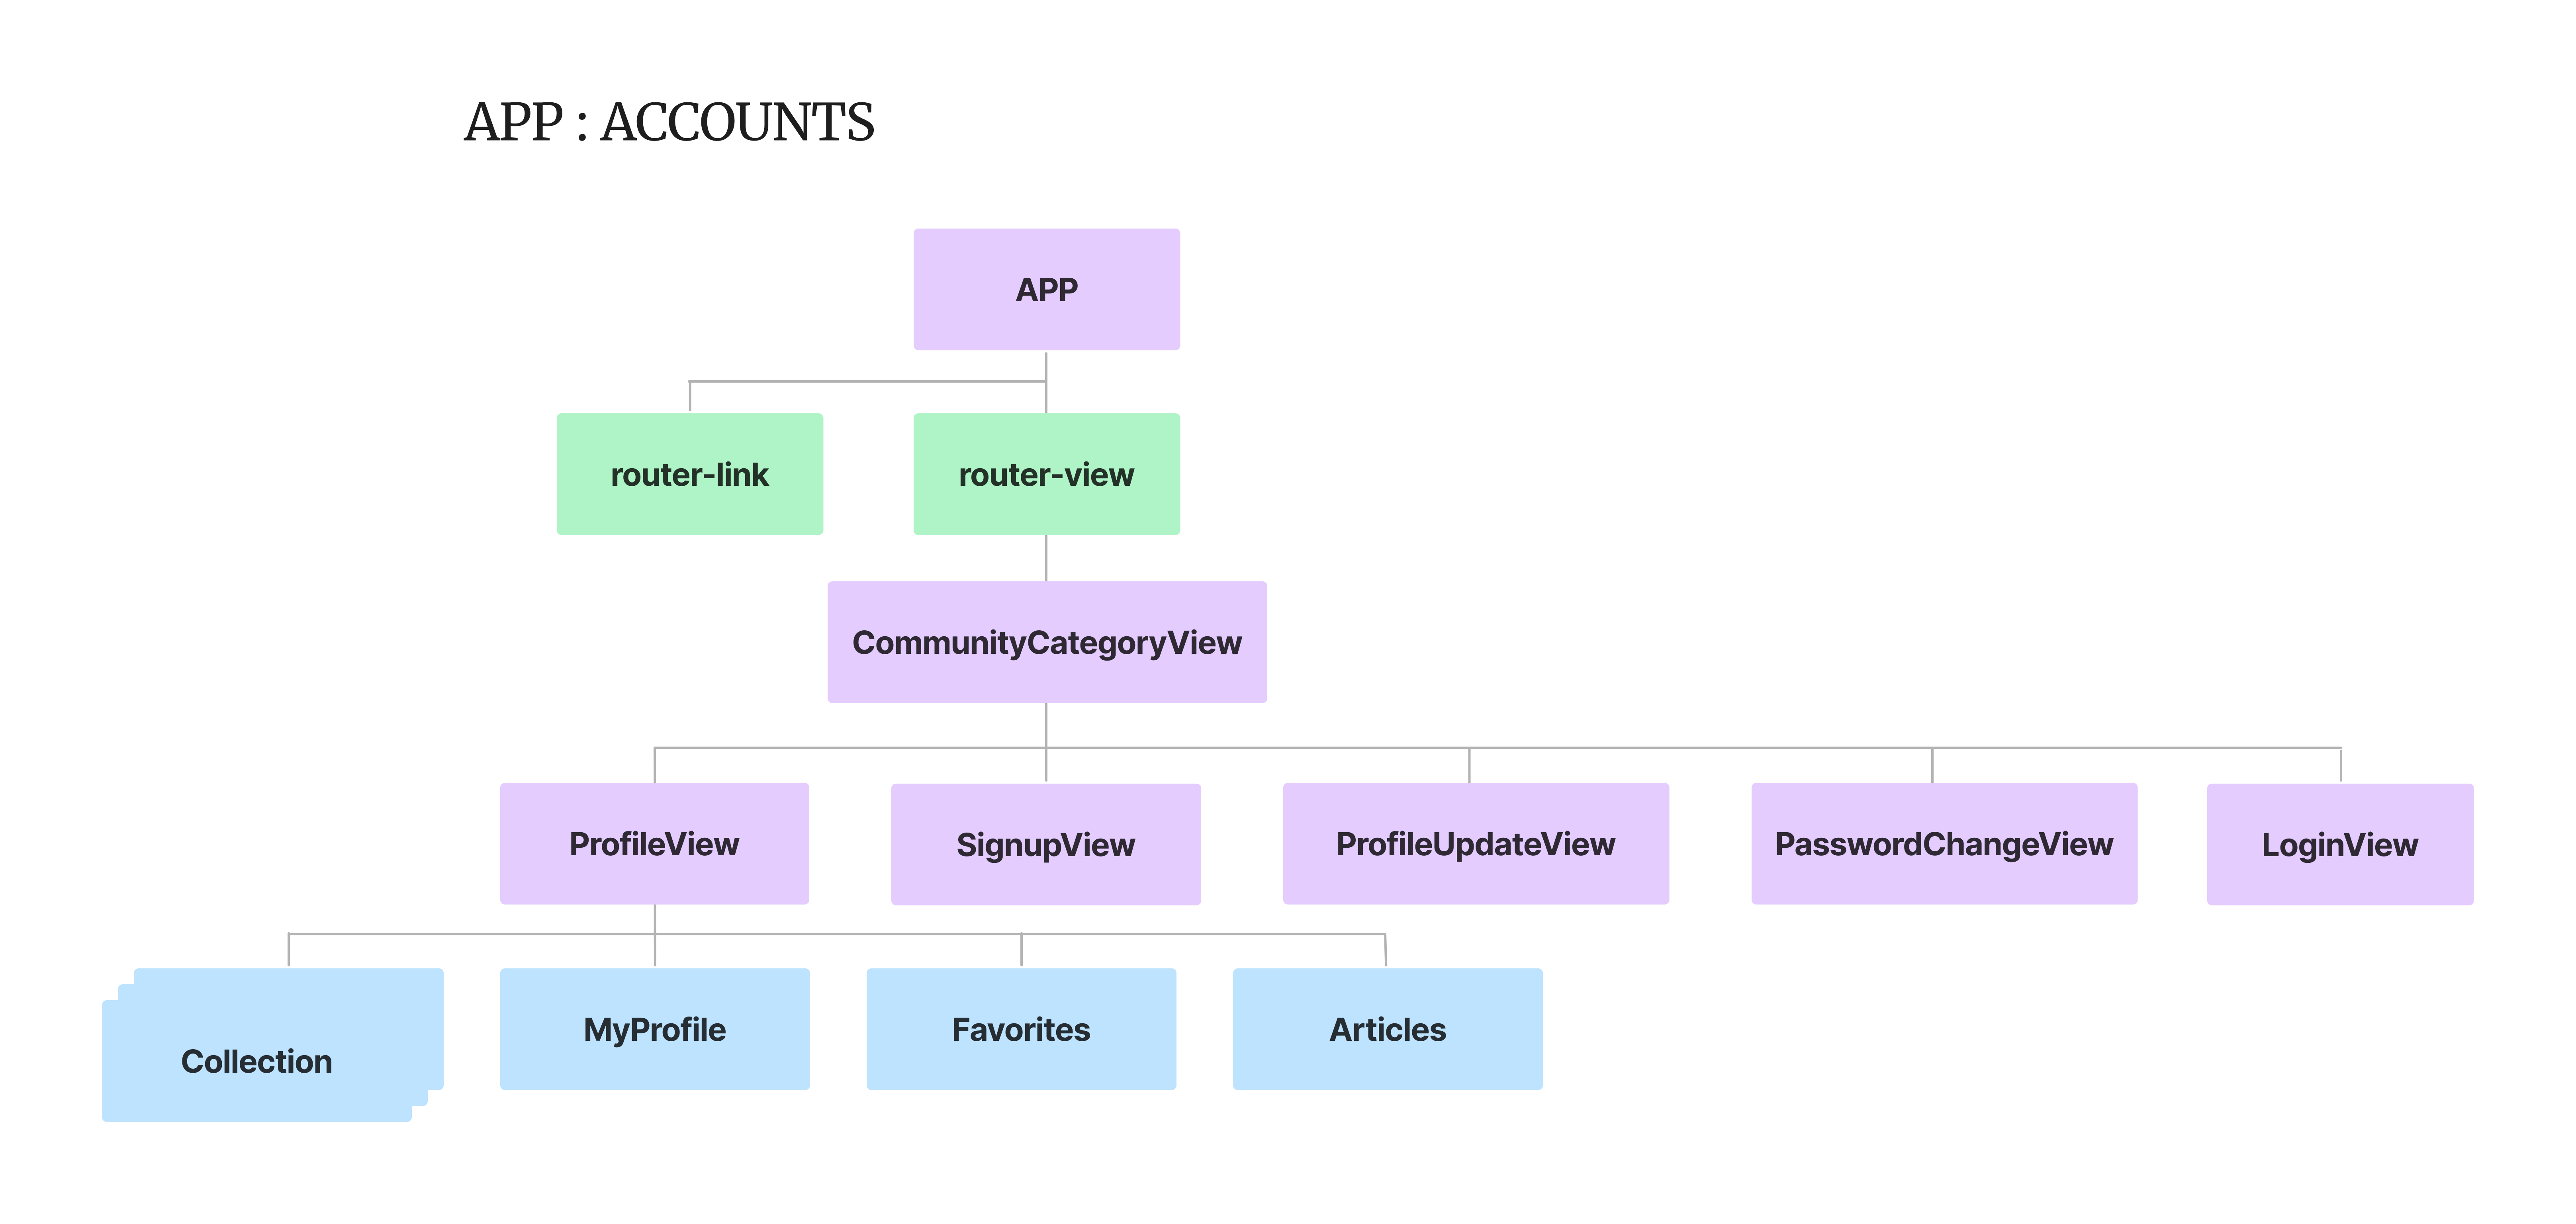 APP : ACCOUNTS
APP
router-link
router-view
CommunityCategoryView
ProfileView
SignupView
ProfileUpdateView
PasswordChangeView
LoginView
Collection
MyProfile
Favorites
Articles